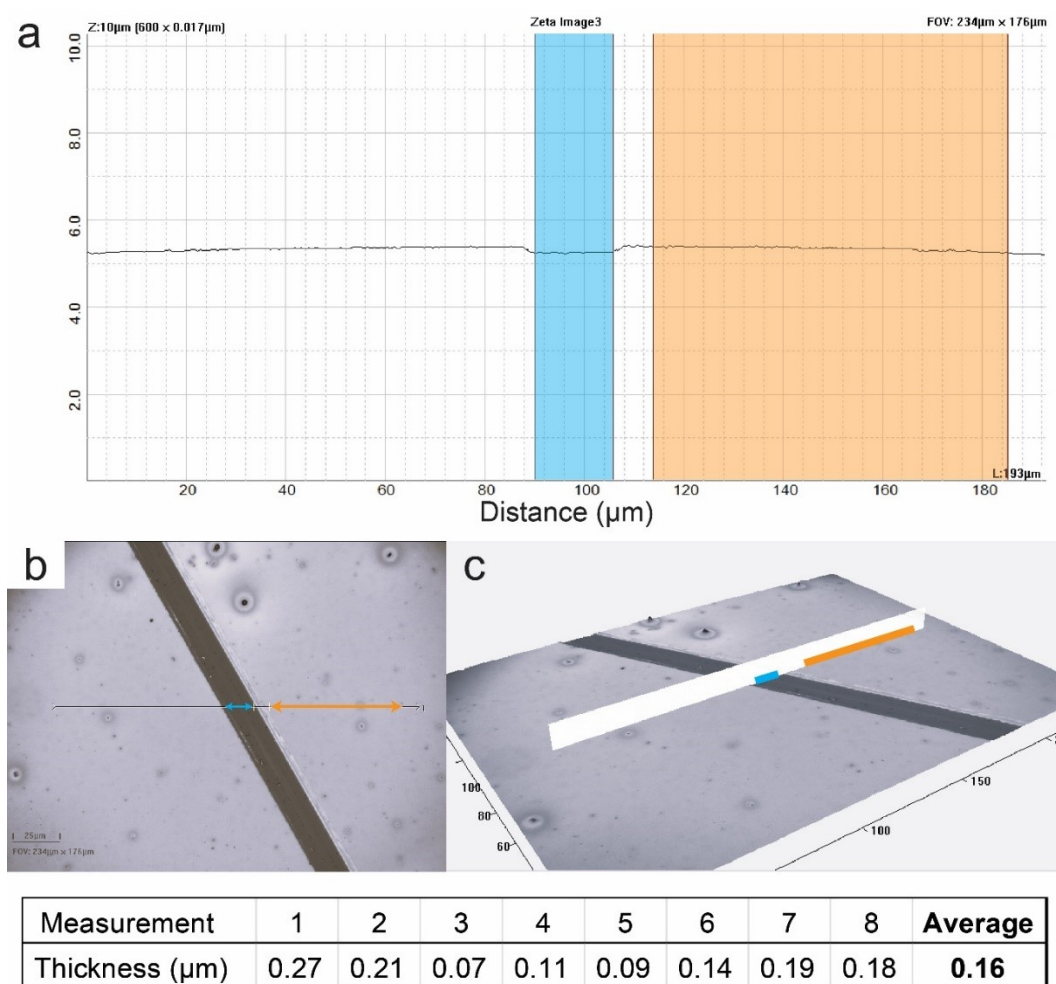 a
Z:10µm (600 x 0.017µm)
Zeta Image3
FOV: 234µm x 176µm
10.0
8.0
6.0
4.0
2.0
L:193µm
20 40 60 80 100 120 140 160 180
Distance (µm)
b
25µm
FOV: 234µm x 176µm
c
100
80
60
100
150
Measurement 1 2 3 4 5 6 7 8 Average
Thickness (µm) 0.27 0.21 0.07 0.11 0.09 0.14 0.19 0.18 0.16